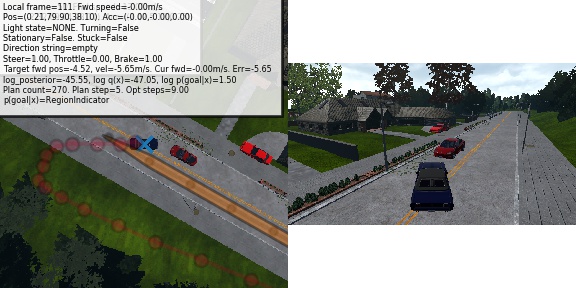 Local frame=111. Fwd speed=-0.00m/s
Pos=(0.21,79.90,38.10). Acc=(-0.00,-0.00,0.00)
Light state=NONE. Turning=False
Stationary=False. Stuck=False
Direction string=empty
Steer=1.00, Throttle=0.00, Brake=1.00
Target fwd pos=-4.52, vel=-5.65m/s. Cur fwd=-0.00m/s. Err=-5.65
log_posterior=-45.55, log q(x)=-47.05, log p(goal|x)=1.50
Plan count=270. Plan step=5. Opt steps=9.00
p(goal|x)=RegionIndicator